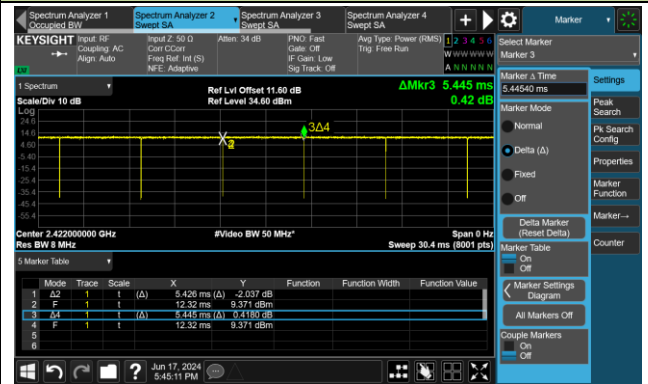 Spectrum Analyzer 1
Occupied BW
Spectrum Analyzer 2
Swept SA
Spectrum Analyzer 3
Swept SA
Spectrum Analyzer 4
Swept SA
Marker
KEYSIGHT
Input: RF
Coupling: AC
Align: Auto
Input Z: 50 Ω
Corr CCorr
Freq Ref: Int (S)
NFE: Adaptive
Atten: 34 dB
PNO: Fast
Gate: Off
IF Gain: Low
Sig Track: Off
Avg Type: Power (RMS)
Trig: Free Run
1 2 3 4 5 6
W W W W W W
A N N N N N
Select Marker
Marker 3
1 Spectrum
Scale/Div 10 dB
Log
Ref Lvl Offset 11.60 dB
Ref Level 34.60 dBm
ΔMkr3 5.445 ms
0.42 dB
24.6
14.6
4.60
-5.40
-15.4
-25.4
-35.4
-45.4
-55.4
3Δ4
2
Center 2.422000000 GHz
Res BW 8 MHz
#Video BW 50 MHz*
Span 0 Hz
Sweep 30.4 ms (8001 pts)
5 Marker Table
Mode Trace Scale X Y Function Function Width Function Value
1 Δ2 1 t (Δ) 5.426 ms (Δ) -2.037 dB
2 F 1 t 12.32 ms 9.371 dBm
3 Δ4 1 t (Δ) 5.445 ms (Δ) 0.4180 dB
4 F 1 t 12.32 ms 9.371 dBm
5
6
Marker Δ Time
5.44540 ms
Marker Mode
Normal
Delta (Δ)
Fixed
Off
Delta Marker
(Reset Delta)
Marker Table
On
Off
Marker Settings
Diagram
All Markers Off
Couple Markers
On
Off
Settings
Peak
Search
Pk Search
Config
Properties
Marker
Function
Marker→
Counter
Jun 17, 2024
5:45:11 PM